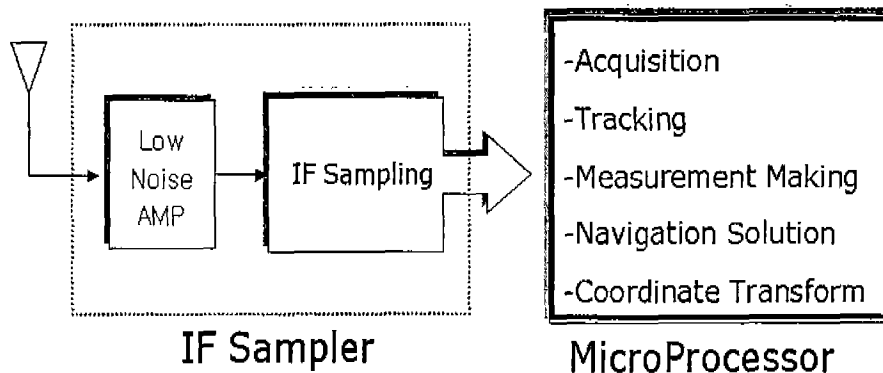 Low
Noise
AMP
IF Sampling
IF Sampler
-Acquisition
-Tracking
-Measurement Making
-Navigation Solution
-Coordinate Transform
MicroProcessor